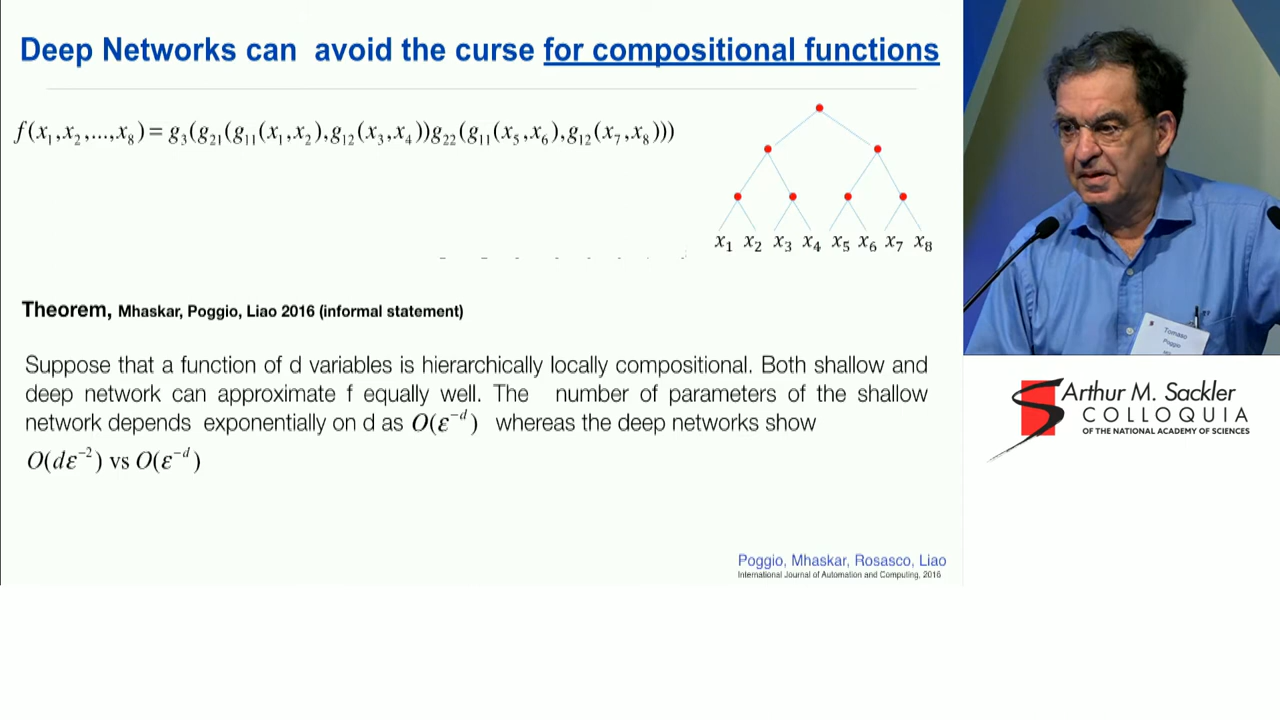 Deep Networks can avoid the curse for compositional functions
f(x₁,x₂,...,x₈) = g₃(g₂₁(g₁₁(x₁,x₂),g₁₂(x₃,x₄))g₂₂(g₁₁(x₅,x₆),g₁₂(x₇,x₈)))
x₁ x₂ x₃ x₄ x₅ x₆ x₇ x₈
Theorem, Mhaskar, Poggio, Liao 2016 (informal statement)
Suppose that a function of d variables is hierarchically locally compositional. Both shallow and
deep network can approximate f equally well. The number of parameters of the shallow
network depends exponentially on d as O(ε⁻ᵈ) whereas the deep networks show
O(dε⁻²) vs O(ε⁻ᵈ)
Poggio, Mhaskar, Rosasco, Liao
International Journal of Automation and Computing, 2016
Tomaso
Poggio
Arthur M. Sackler
COLLOQUIA
OF THE NATIONAL ACADEMY OF SCIENCES